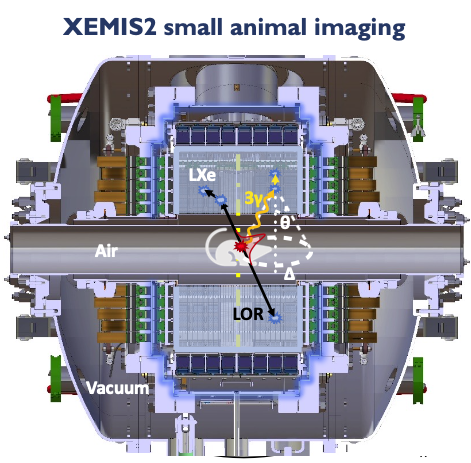 XEMIS2 small animal imaging
LXe
3γ
θ
Air
Δ
LOR
Vacuum